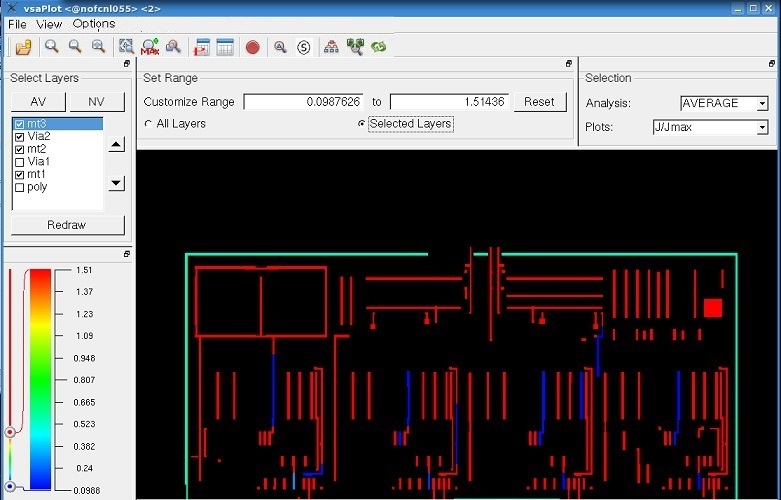 vsaPlot <@nofcnl055> <2>
File View Options
MAX
S
Select Layers
AV NV
mt3
Via2
mt2
Via1
mt1
poly
Redraw
Set Range
Customize Range 0.0987626 to 1.51436 Reset
All Layers Selected Layers
Selection
Analysis: AVERAGE
Plots: J/Jmax
1.51
1.37
1.23
1.09
0.948
0.807
0.665
0.523
0.382
0.24
0.0988